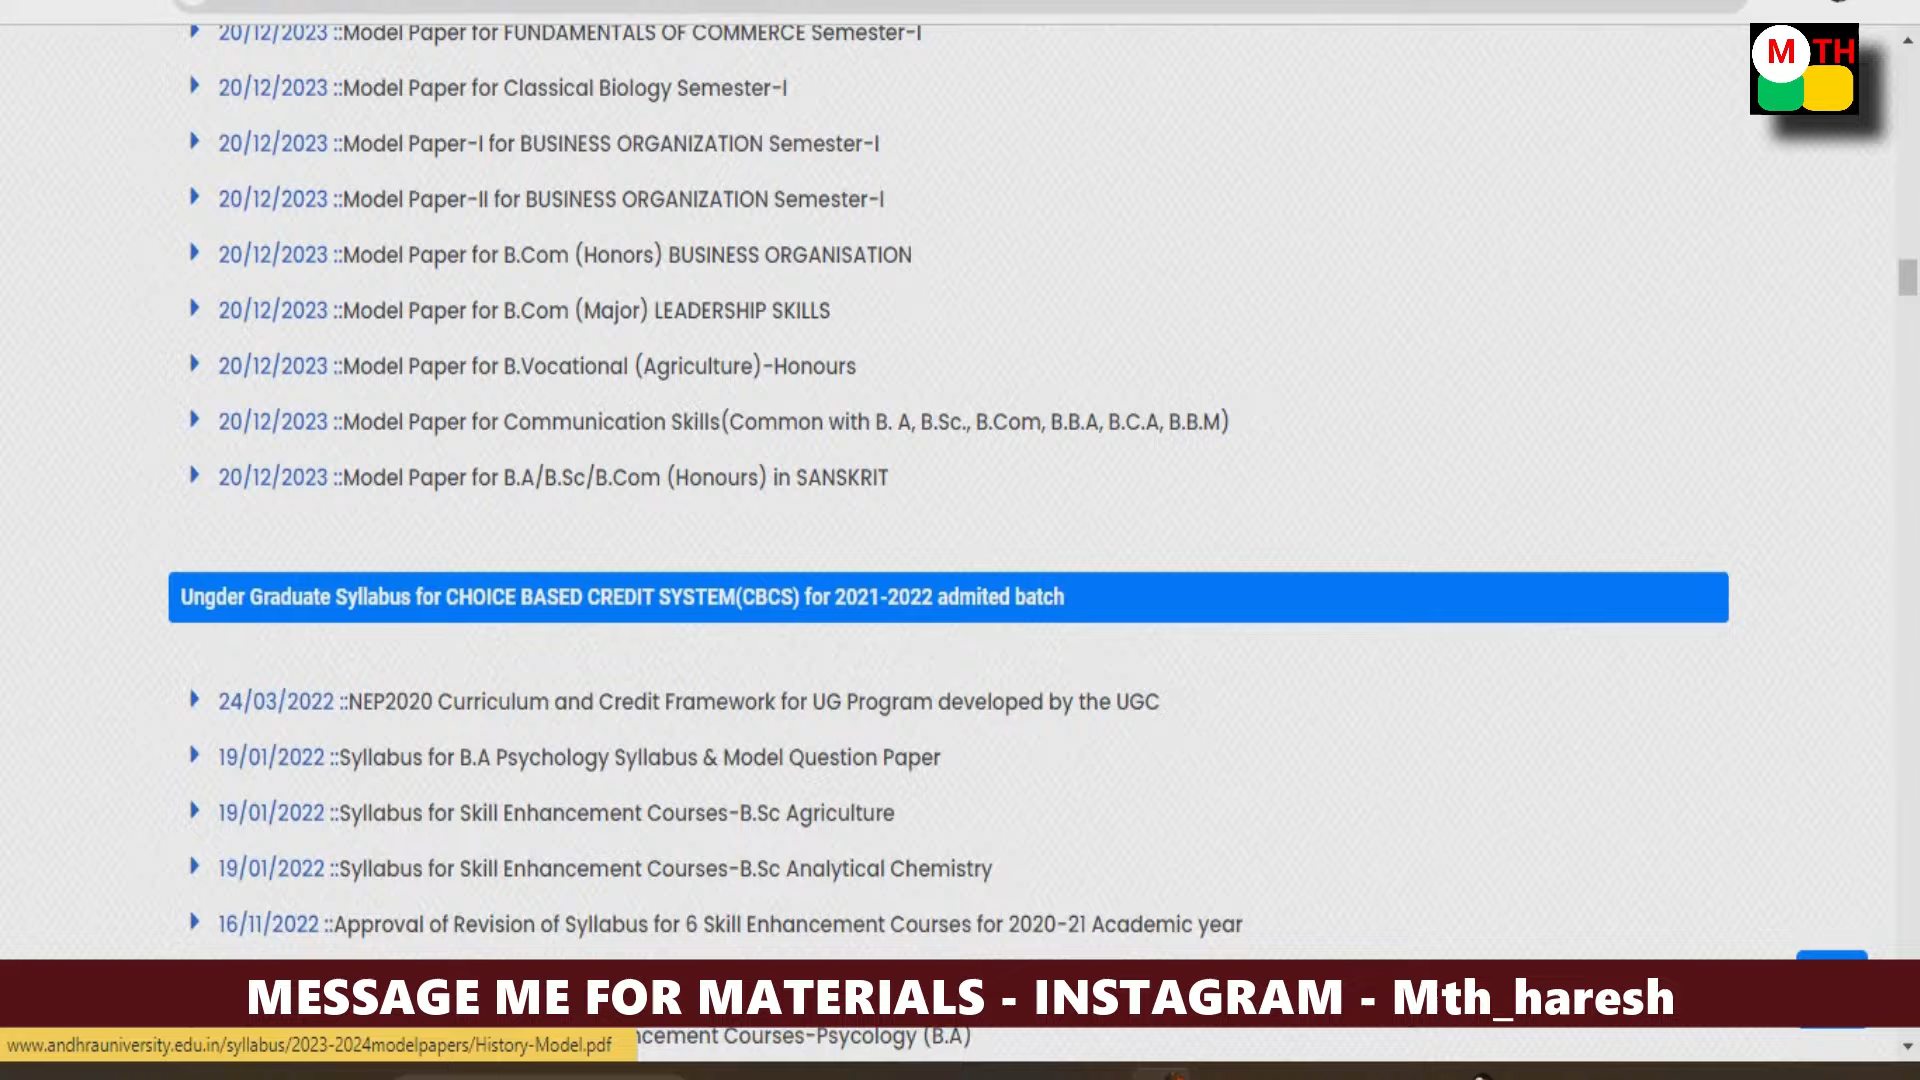 20/12/2023 ::Model Paper for FUNDAMENTALS OF COMMERCE Semester-I
M TH
20/12/2023 ::Model Paper for Classical Biology Semester-I
20/12/2023 ::Model Paper-I for BUSINESS ORGANIZATION Semester-I
20/12/2023 ::Model Paper-II for BUSINESS ORGANIZATION Semester-I
20/12/2023 ::Model Paper for B.Com (Honors) BUSINESS ORGANISATION
20/12/2023 ::Model Paper for B.Com (Major) LEADERSHIP SKILLS
20/12/2023 ::Model Paper for B.Vocational (Agriculture)-Honours
20/12/2023 ::Model Paper for Communication Skills(Common with B. A, B.Sc., B.Com, B.B.A, B.C.A, B.B.M)
20/12/2023 ::Model Paper for B.A/B.Sc/B.Com (Honours) in SANSKRIT
Ungder Graduate Syllabus for CHOICE BASED CREDIT SYSTEM(CBCS) for 2021-2022 admited batch
24/03/2022 ::NEP2020 Curriculum and Credit Framework for UG Program developed by the UGC
19/01/2022 ::Syllabus for B.A Psychology Syllabus & Model Question Paper
19/01/2022 ::Syllabus for Skill Enhancement Courses-B.Sc Agriculture
19/01/2022 ::Syllabus for Skill Enhancement Courses-B.Sc Analytical Chemistry
16/11/2022 ::Approval of Revision of Syllabus for 6 Skill Enhancement Courses for 2020-21 Academic year
MESSAGE ME FOR MATERIALS - INSTAGRAM - Mth_haresh
www.andhrauniversity.edu.in/syllabus/2023-2024modelpapers/History-Model.pdf
ncement Courses-Psycology (B.A)